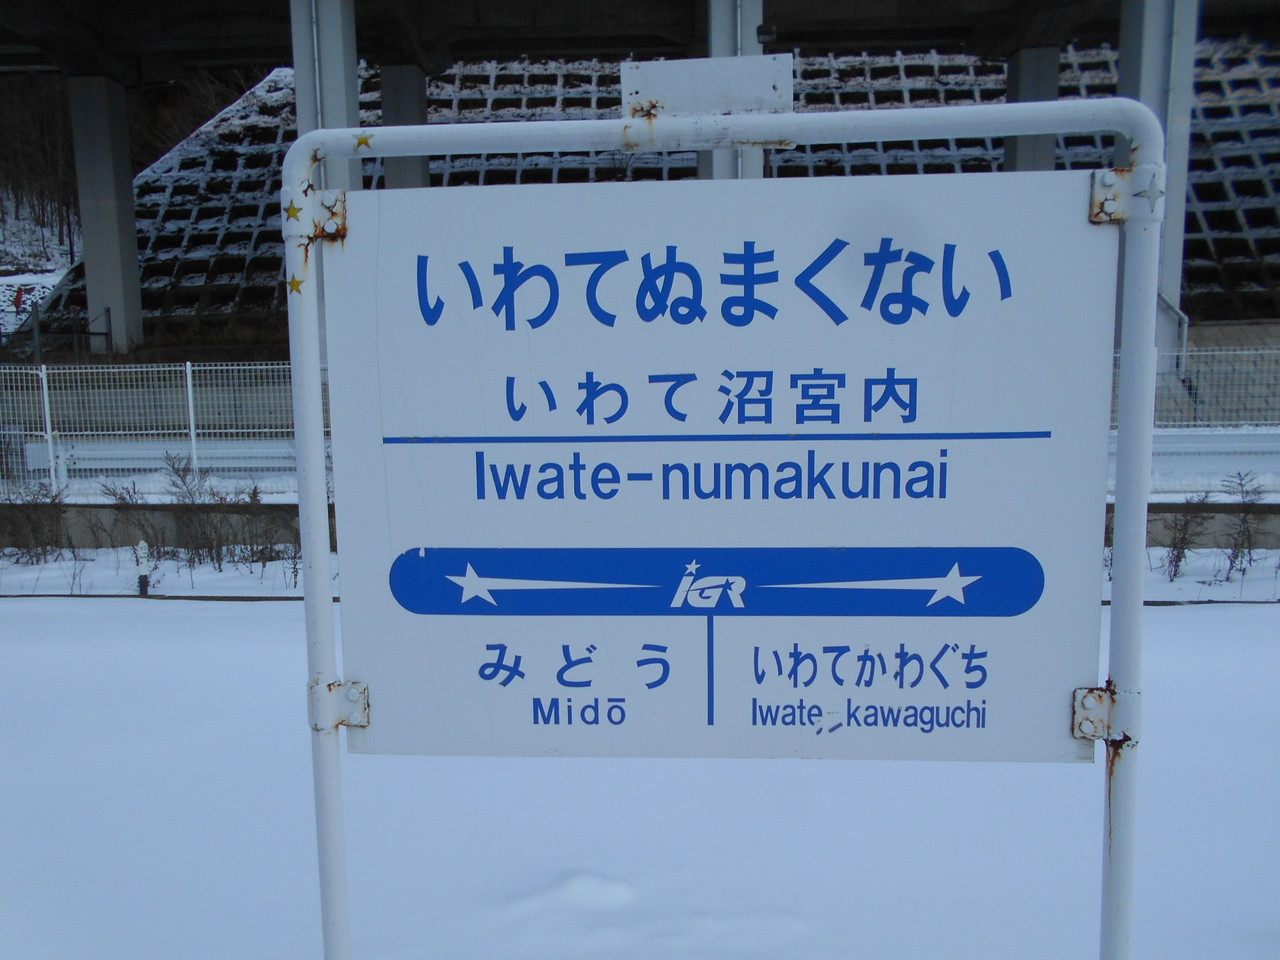 いわてぬまくない
いわて沼宮内
Iwate-numakunai
iGR
みどう
Midō
いわてかわぐち
Iwate-kawaguchi